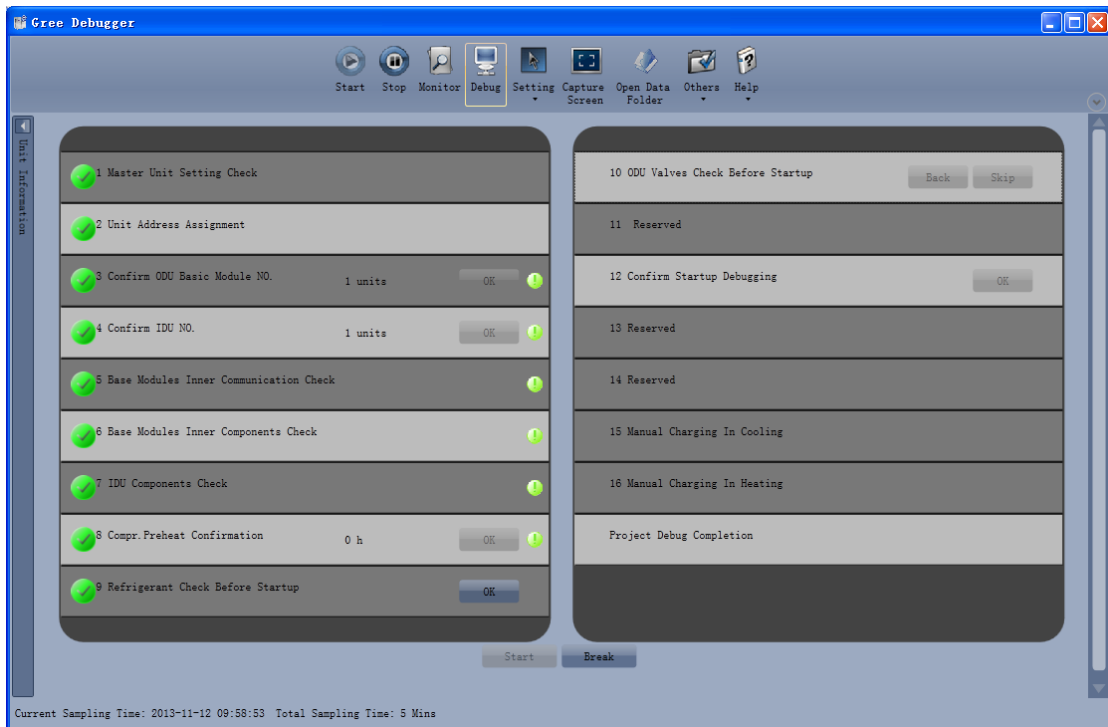 Gree Debugger
Start Stop Monitor Debug Setting Capture Screen Open Data Folder Others Help
Unit Information
1 Master Unit Setting Check
2 Unit Address Assignment
3 Confirm ODU Basic Module NO. 1 units OK
4 Confirm IDU NO. 1 units OK
5 Base Modules Inner Communication Check
6 Base Modules Inner Components Check
7 IDU Components Check
8 Compr.Preheat Confirmation 0 h OK
9 Refrigerant Check Before Startup OK
10 ODU Valves Check Before Startup Back Skip
11 Reserved
12 Confirm Startup Debugging OK
13 Reserved
14 Reserved
15 Manual Charging In Cooling
16 Manual Charging In Heating
Project Debug Completion
Start Break
Current Sampling Time: 2013-11-12 09:58:53 Total Sampling Time: 5 Mins